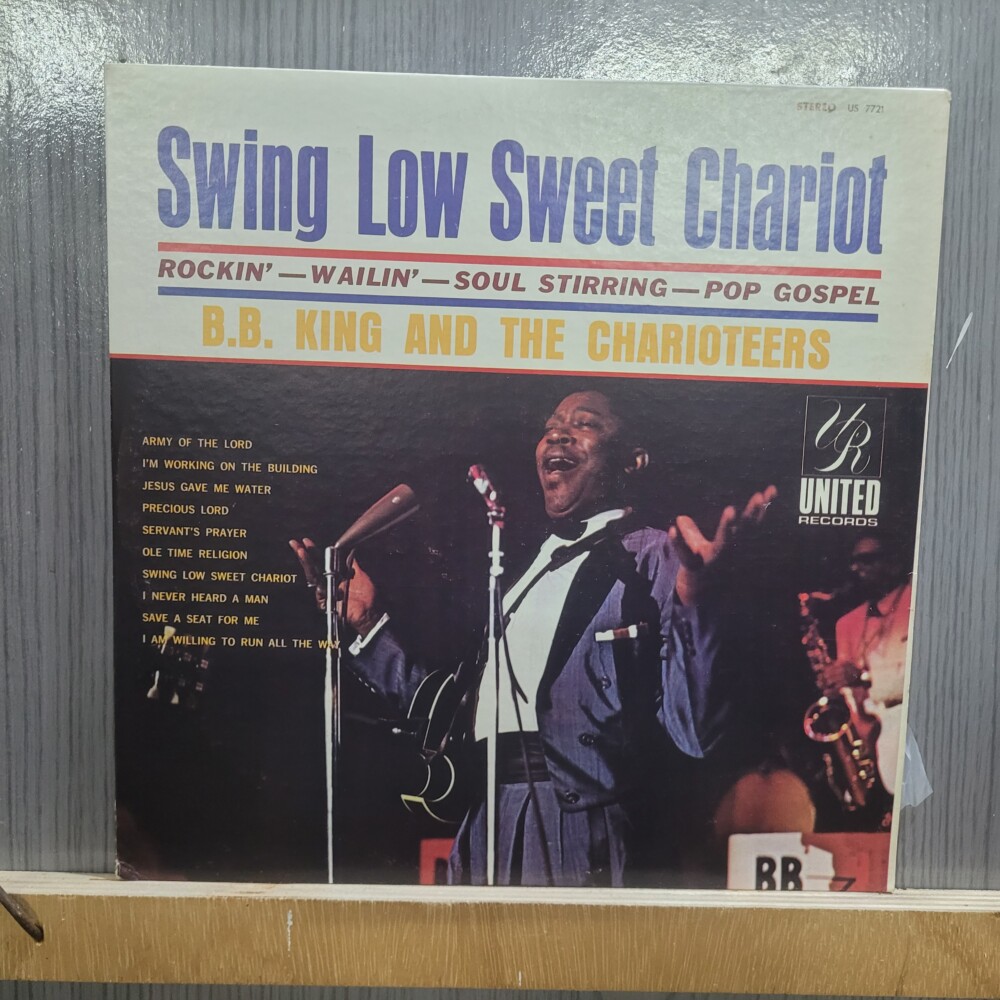 STEREO US 7721
Swing Low Sweet Chariot
ROCKIN'—WAILIN'—SOUL STIRRING—POP GOSPEL
B.B. KING AND THE CHARIOTEERS
UR
UNITED
RECORDS
ARMY OF THE LORD
I'M WORKING ON THE BUILDING
JESUS GAVE ME WATER
PRECIOUS LORD
SERVANT'S PRAYER
OLE TIME RELIGION
SWING LOW SWEET CHARIOT
I NEVER HEARD A MAN
SAVE A SEAT FOR ME
I AM WILLING TO RUN ALL THE WAY
BB